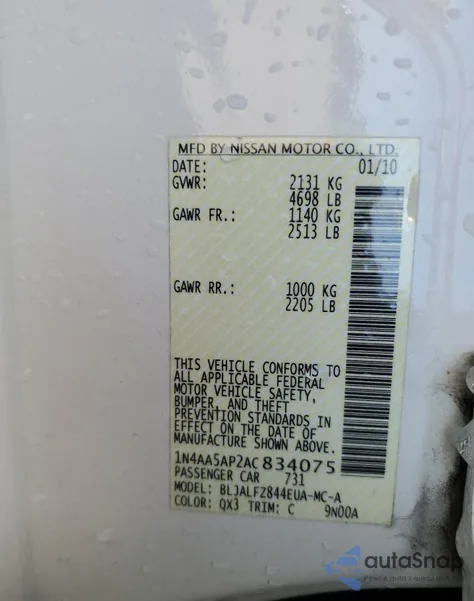 MFD BY NISSAN MOTOR CO., LTD.
DATE: 01/10
GVWR: 2131 KG
4698 LB
GAWR FR.: 1140 KG
2513 LB
GAWR RR.: 1000 KG
2205 LB
THIS VEHICLE CONFORMS TO
ALL APPLICABLE FEDERAL
MOTOR VEHICLE SAFETY,
BUMPER, AND THEFT
PREVENTION STANDARDS IN
EFFECT ON THE DATE OF
MANUFACTURE SHOWN ABOVE.
1N4AA5AP2AC834075
PASSENGER CAR 731
MODEL: BLJALFZ844EUA-MC-A
COLOR: QX3 TRIM: C 9N00A
autaSnap